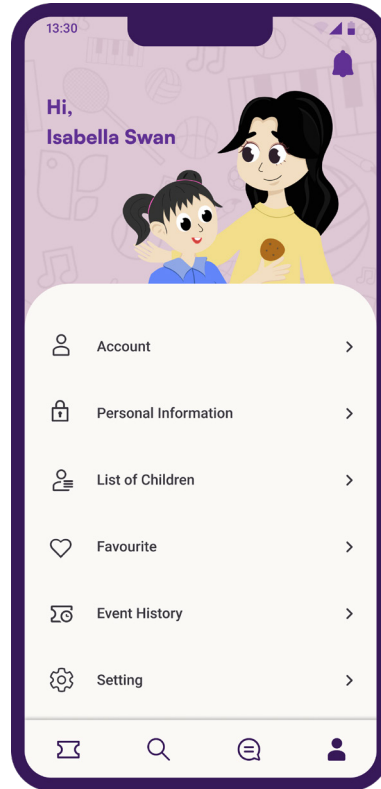 13:30
Hi,
Isabella Swan
Account
Personal Information
List of Children
Favourite
Event History
Setting